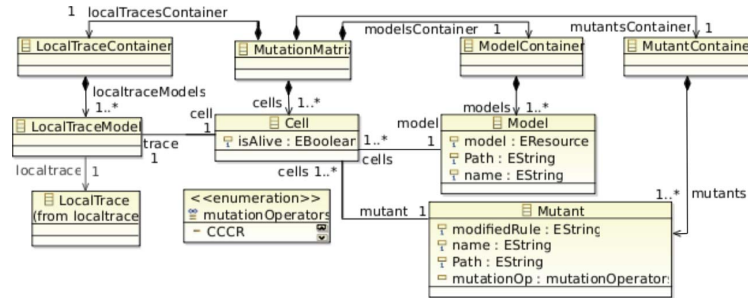 1 localTracesContainer
modelsContainer 1
mutantsContainer 1
LocalTraceContainer
MutationMatrix
ModelContainer
MutantContaine
localtraceModels
1..*
cells 1..*
models 1..*
LocalTraceModel
cell
1
trace
1
Cell
isAlive : EBoolear
1..*
cells
model
1
Model
model : EResource
Path : EString
name : EString
localtrace 1
cells 1..*
1..* mutants
LocalTrace
(from localtrace
<<enumeration>>
mutationOperators
CCCR
mutant 1
Mutant
modifiedRule : EString
name : EString
Path : EString
mutationOp : mutationOperators